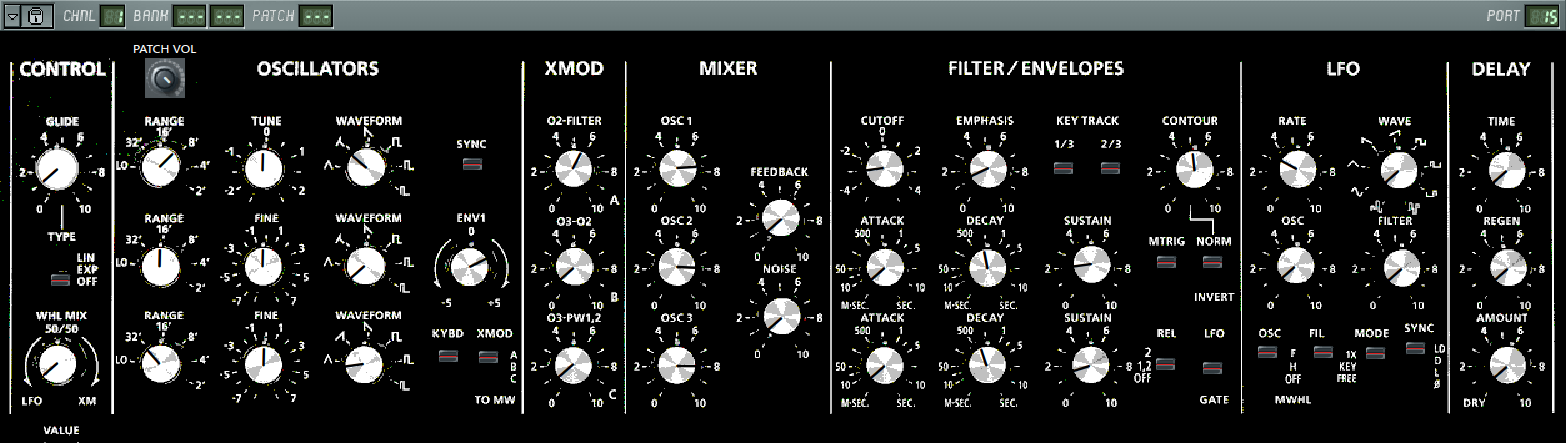 CHNL 1 BANK --- --- PATCH --- PORT 15
PATCH VOL
CONTROL OSCILLATORS XMOD MIXER FILTER/ENVELOPES LFO DELAY
GLIDE RANGE TUNE WAVEFORM O2-FILTER OSC 1 CUTOFF EMPHASIS KEY TRACK CONTOUR RATE WAVE TIME
4 6 32' 16' 8' 0 4 6 4 6 0 4 6 1/3 2/3 4 6 4 6 4 6
SYNC
2 8 LO 4' -1 1 2 8 2 8 -2 2 2 8 2 8 2 8 2 8
FEEDBACK
0 10 2' -2 2 0 10 0 10 -4 4 0 10 0 10 0 10 0 10
A
4 6
2 8
0 10
TYPE
LIN
EXP
OFF
RANGE FINE WAVEFORM ENV1 O3-O2 OSC 2 ATTACK DECAY SUSTAIN OSC FILTER REGEN
32' 16' 8' -1 1 0 4 6 4 6 500 1 500 1 4 6 4 6 4 6 4 6
-3 3
MTRIG NORM
LO 4' -5 5 2 8 2 8 50 5 50 5 2 8 2 8 2 8 2 8
2' -7 7 -5 +5 0 10 0 10 10 10 10 10 0 10 0 10 0 10 0 10
B
M-SEC. SEC. M-SEC. SEC.
INVERT
NOISE
4 6
2 8
0 10
WHL MIX RANGE FINE WAVEFORM O3-PW1,2 OSC 3 ATTACK DECAY SUSTAIN AMOUNT
50/50 32' 16' 8' -1 1 4 6 4 6 500 1 500 1 4 6 4 6
-3 3
KYBD XMOD REL LFO OSC FIL MODE SYNC
LO 4' -5 5 2 8 2 8 50 5 50 5 2 8 2 8
2' -7 7 0 10 0 10 10 10 10 10 0 10 DRY 10
C
M-SEC. SEC. M-SEC. SEC.
A
B
C
2
1,2
OFF
F
H
OFF
1X
KEY
FREE
LO
D
L
Ø
LFO XM TO MW GATE MWHL
VALUE